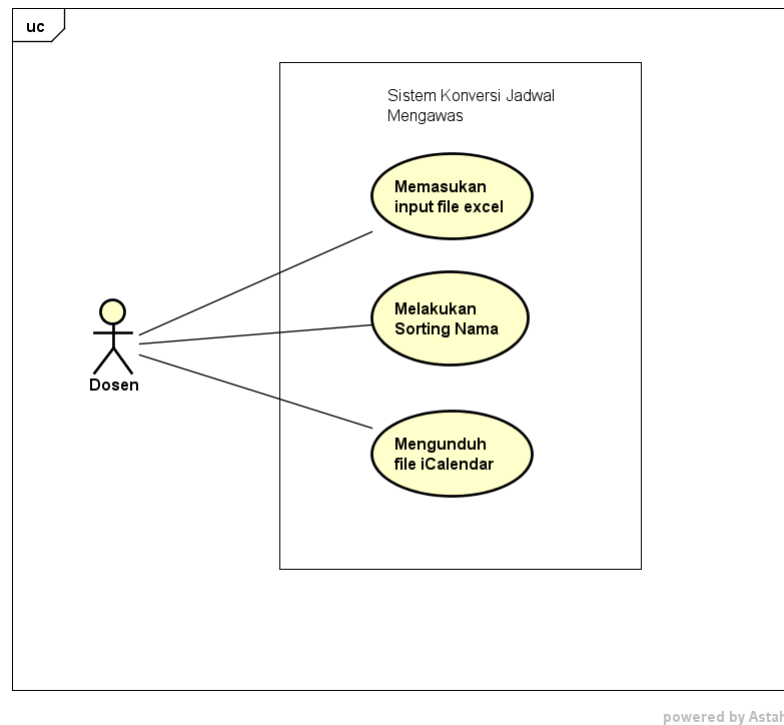 uc
Sistem Konversi Jadwal
Mengawas
Memasukan
input file excel
Melakukan
Sorting Nama
Dosen
Mengunduh
file iCalendar
powered by Astah